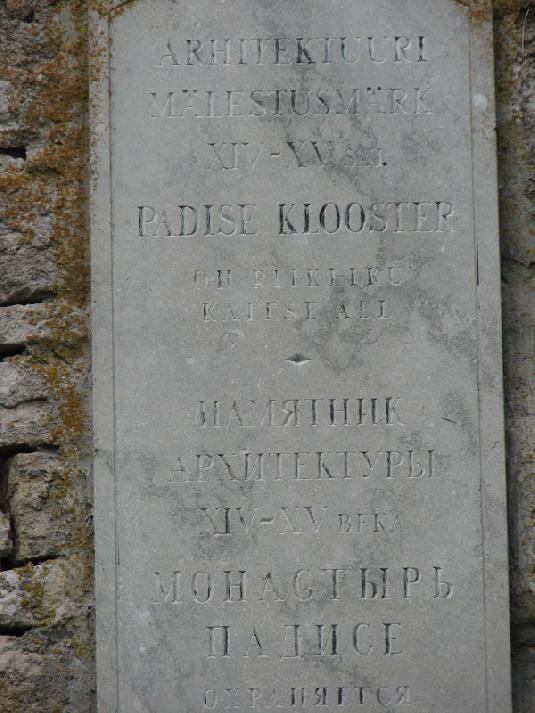 ARHITEKTUURI
MÄLESTUSMÄRK
XIV-XV SAJ.
PADISE KLOOSTER
ON RIIKLIKU
KAITSE ALL
ПАМЯТНИК
АРХИТЕКТУРЫ
XIV-XV ВЕКА
МОНАСТЫРЬ
ПАДИСЕ
ОХРАНЯЕТСЯ